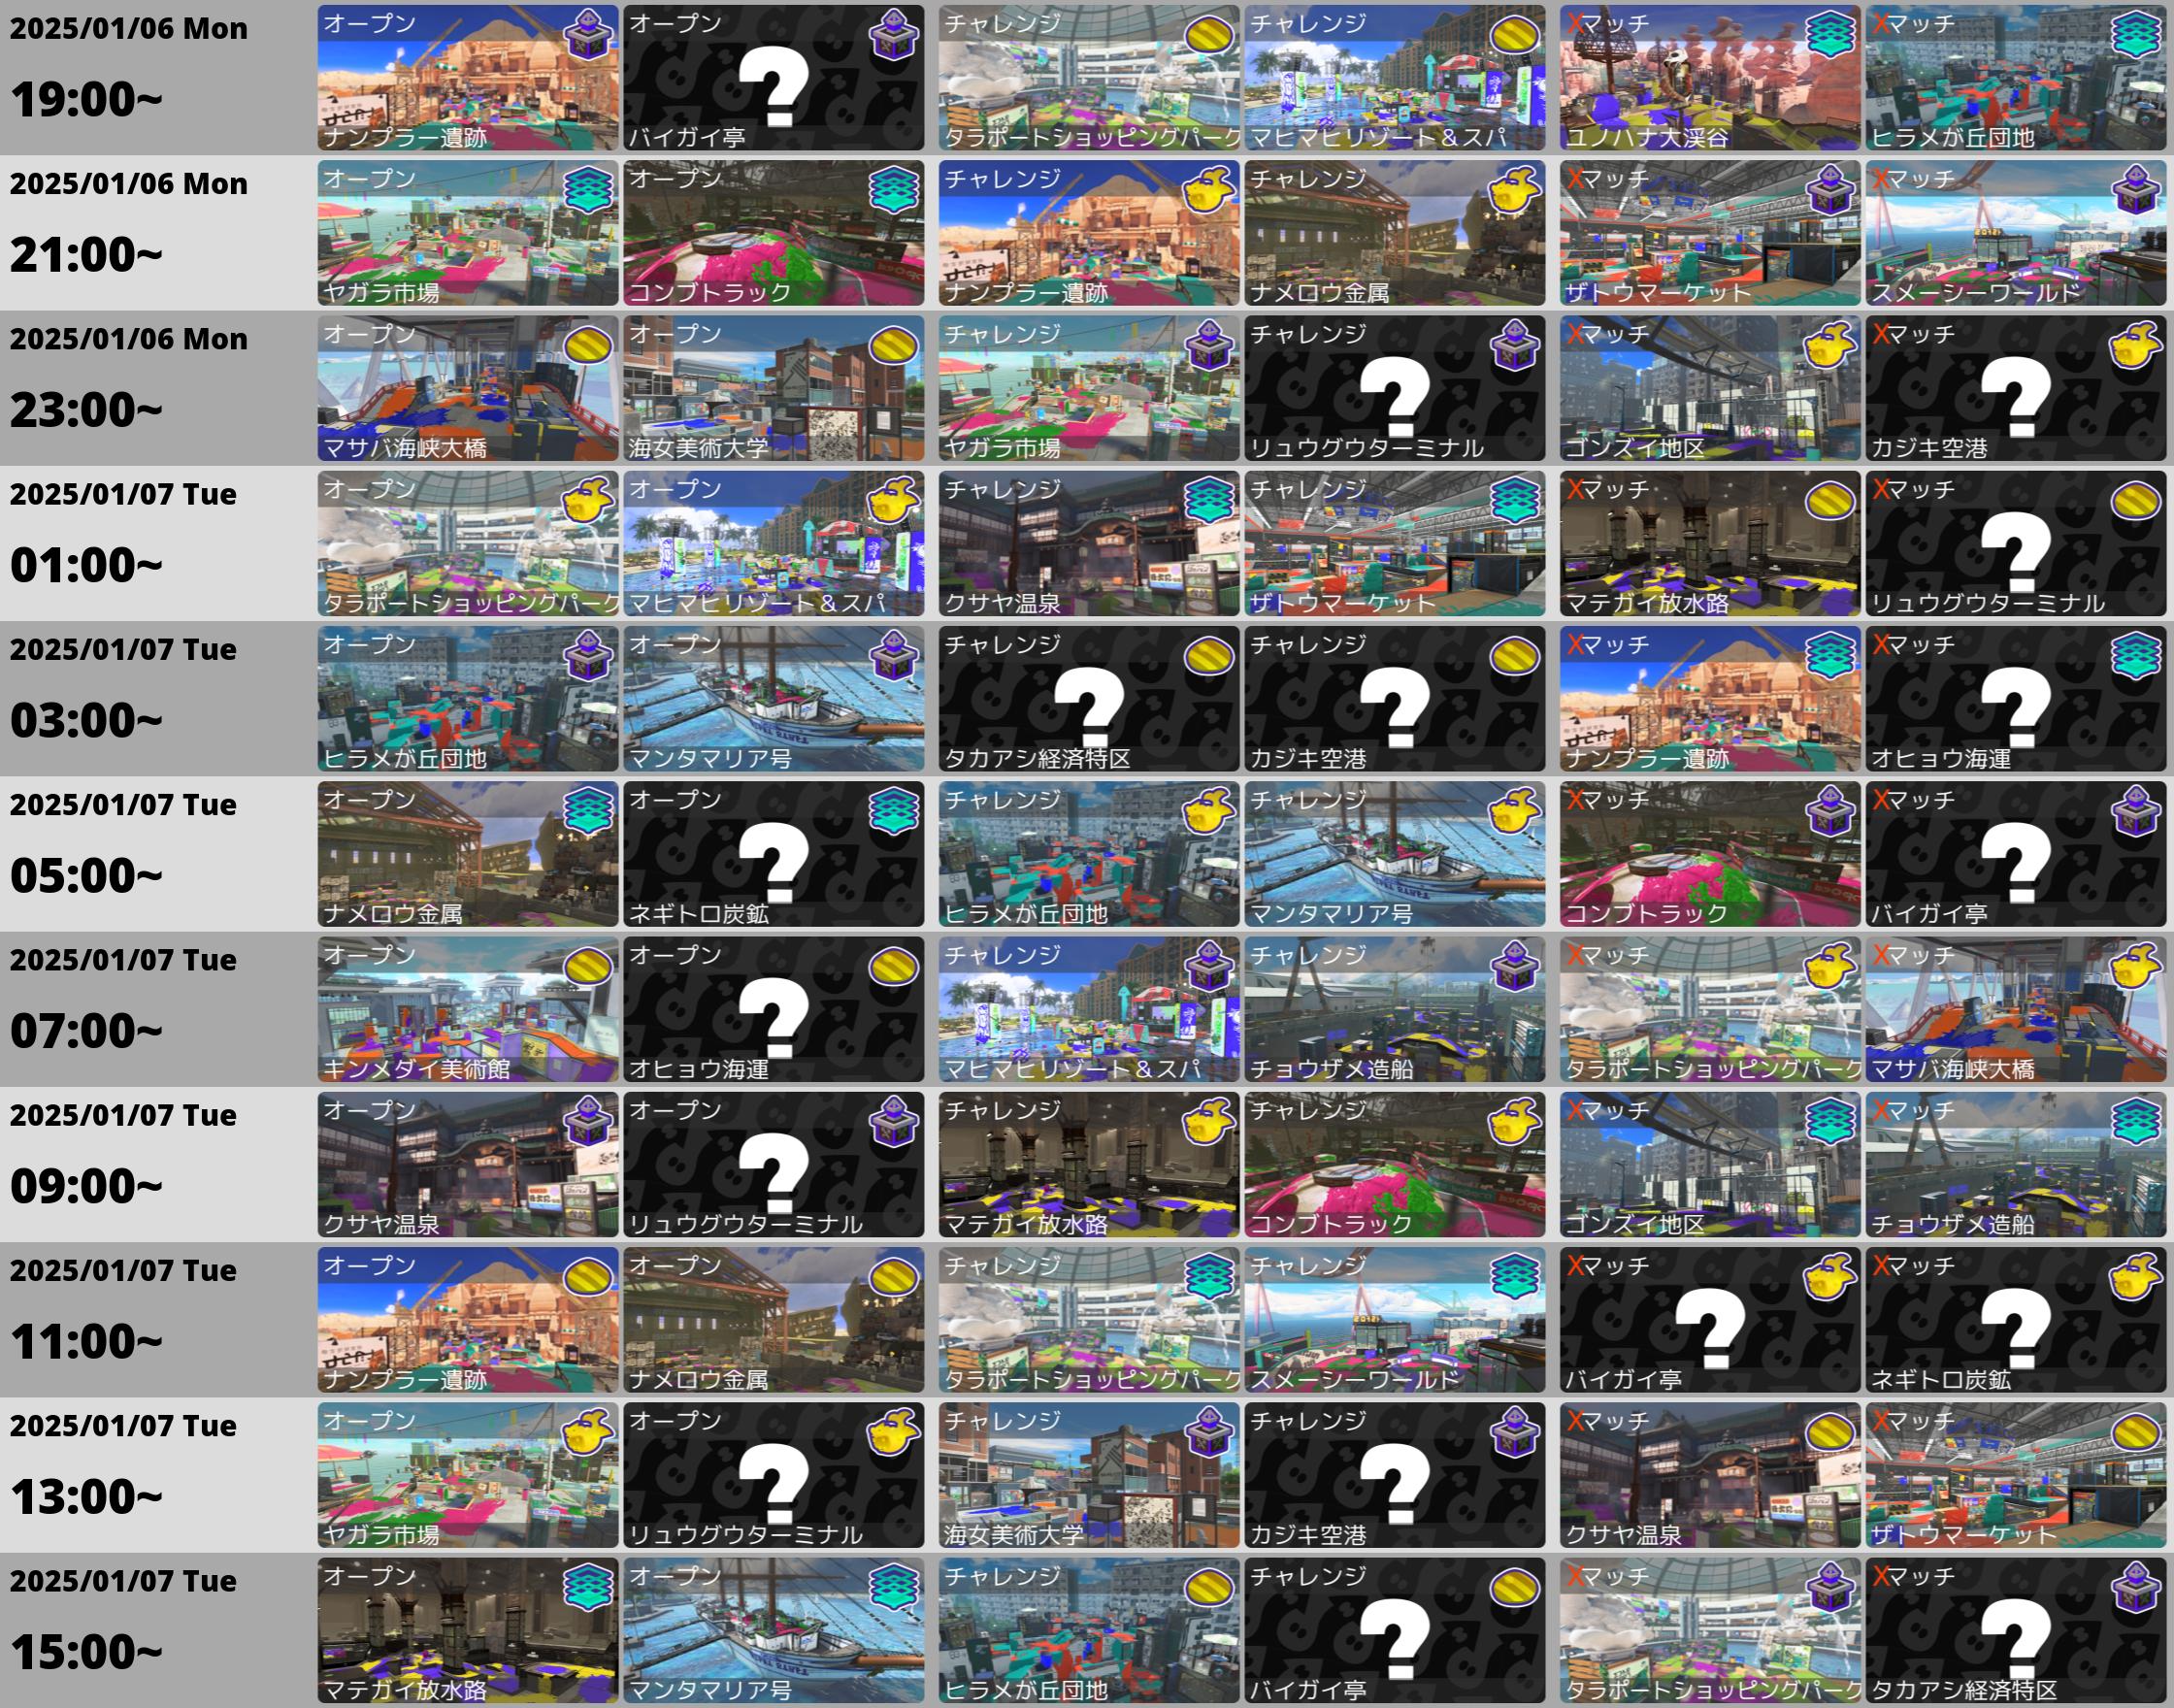 2025/01/06 Mon
19:00~
オープン
ナンプラー遺跡
オープン
バイガイ亭
チャレンジ
タラポートショッピングパーク
チャレンジ
マヒマヒリゾート＆スパ
Xマッチ
ユノハナ大渓谷
Xマッチ
ヒラメが丘団地
2025/01/06 Mon
21:00~
オープン
ヤガラ市場
オープン
コンブトラック
チャレンジ
ナンプラー遺跡
チャレンジ
ナメロウ金属
Xマッチ
ザトウマーケット
Xマッチ
スメーシーワールド
2025/01/06 Mon
23:00~
オープン
マサバ海峡大橋
オープン
海女美術大学
チャレンジ
ヤガラ市場
チャレンジ
リュウグウターミナル
Xマッチ
ゴンズイ地区
Xマッチ
カジキ空港
2025/01/07 Tue
01:00~
オープン
タラポートショッピングパーク
オープン
マヒマヒリゾート＆スパ
チャレンジ
クサヤ温泉
チャレンジ
ザトウマーケット
Xマッチ
マテガイ放水路
Xマッチ
リュウグウターミナル
2025/01/07 Tue
03:00~
オープン
ヒラメが丘団地
オープン
マンタマリア号
チャレンジ
タカアシ経済特区
チャレンジ
カジキ空港
Xマッチ
ナンプラー遺跡
Xマッチ
オヒョウ海運
2025/01/07 Tue
05:00~
オープン
ナメロウ金属
オープン
ネギトロ炭鉱
チャレンジ
ヒラメが丘団地
チャレンジ
マンタマリア号
Xマッチ
コンブトラック
Xマッチ
バイガイ亭
2025/01/07 Tue
07:00~
オープン
キンメダイ美術館
オープン
オヒョウ海運
チャレンジ
マヒマヒリゾート＆スパ
チャレンジ
チョウザメ造船
Xマッチ
タラポートショッピングパーク
Xマッチ
マサバ海峡大橋
2025/01/07 Tue
09:00~
オープン
クサヤ温泉
オープン
リュウグウターミナル
チャレンジ
マテガイ放水路
チャレンジ
コンブトラック
Xマッチ
ゴンズイ地区
Xマッチ
チョウザメ造船
2025/01/07 Tue
11:00~
オープン
ナンプラー遺跡
オープン
ナメロウ金属
チャレンジ
タラポートショッピングパーク
チャレンジ
スメーシーワールド
Xマッチ
バイガイ亭
Xマッチ
ネギトロ炭鉱
2025/01/07 Tue
13:00~
オープン
ヤガラ市場
オープン
リュウグウターミナル
チャレンジ
海女美術大学
チャレンジ
カジキ空港
Xマッチ
クサヤ温泉
Xマッチ
ザトウマーケット
2025/01/07 Tue
15:00~
オープン
マテガイ放水路
オープン
マンタマリア号
チャレンジ
ヒラメが丘団地
チャレンジ
バイガイ亭
Xマッチ
タラポートショッピングパーク
Xマッチ
タカアシ経済特区